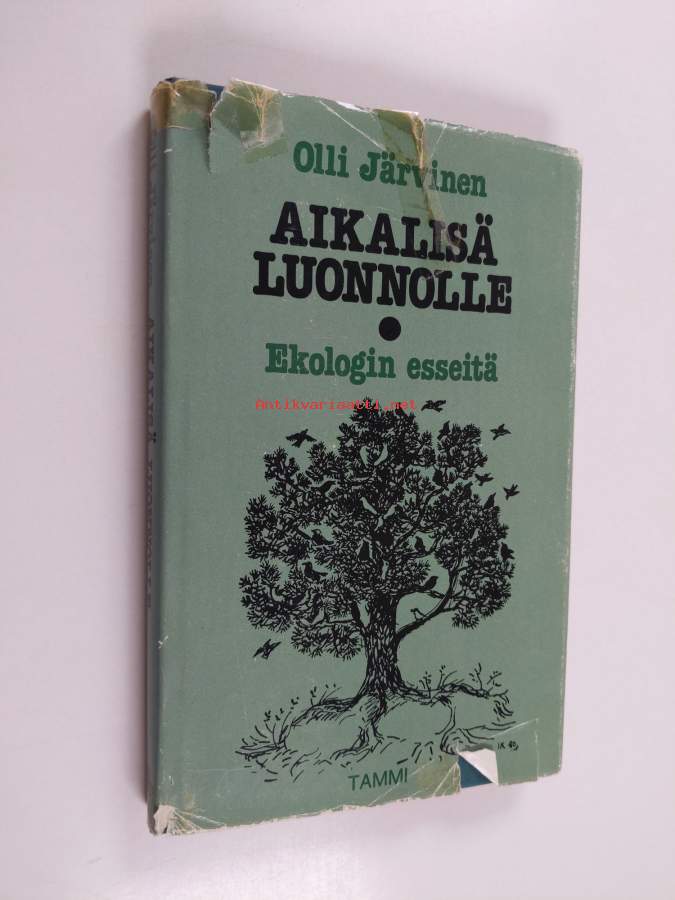 Olli Järvinen
AIKALISÄ
LUONNOLLE
Ekologin esseitä
Antikvariaatti.net
TAMMI